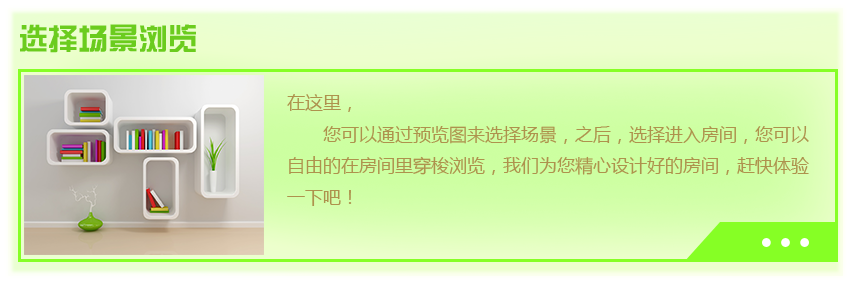 选择场景浏览
在这里，
您可以通过预览图来选择场景，之后，选择进入房间，您可以
自由的在房间里穿梭浏览，我们为您精心设计好的房间，赶快体验
一下吧！